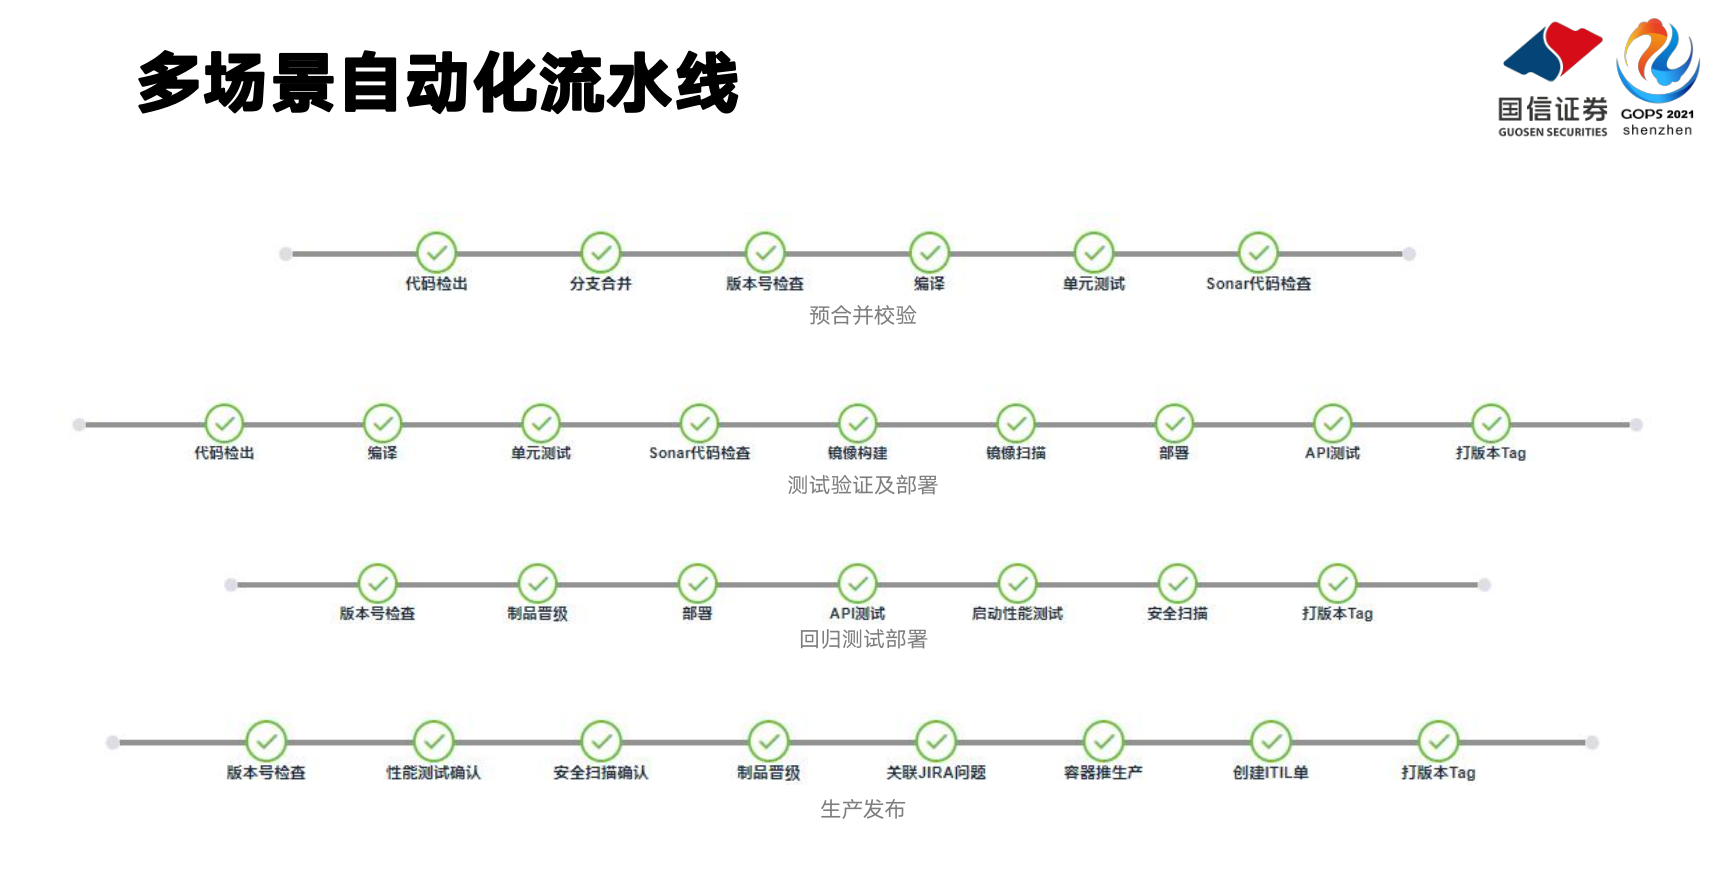 多场景自动化流水线
国信证券
GUOSEN SECURITIES
GOPS 2021
shenzhen
代码检出 分支合并 版本号检查 编译 单元测试 Sonar代码检查
预合并校验
代码检出 编译 单元测试 Sonar代码检查 镜像构建 镜像扫描 部署 API测试 打版本Tag
测试验证及部署
版本号检查 制品晋级 部署 API测试 启动性能测试 安全扫描 打版本Tag
回归测试部署
版本号检查 性能测试确认 安全扫描确认 制品晋级 关联JIRA问题 容器推生产 创建ITIL单 打版本Tag
生产发布